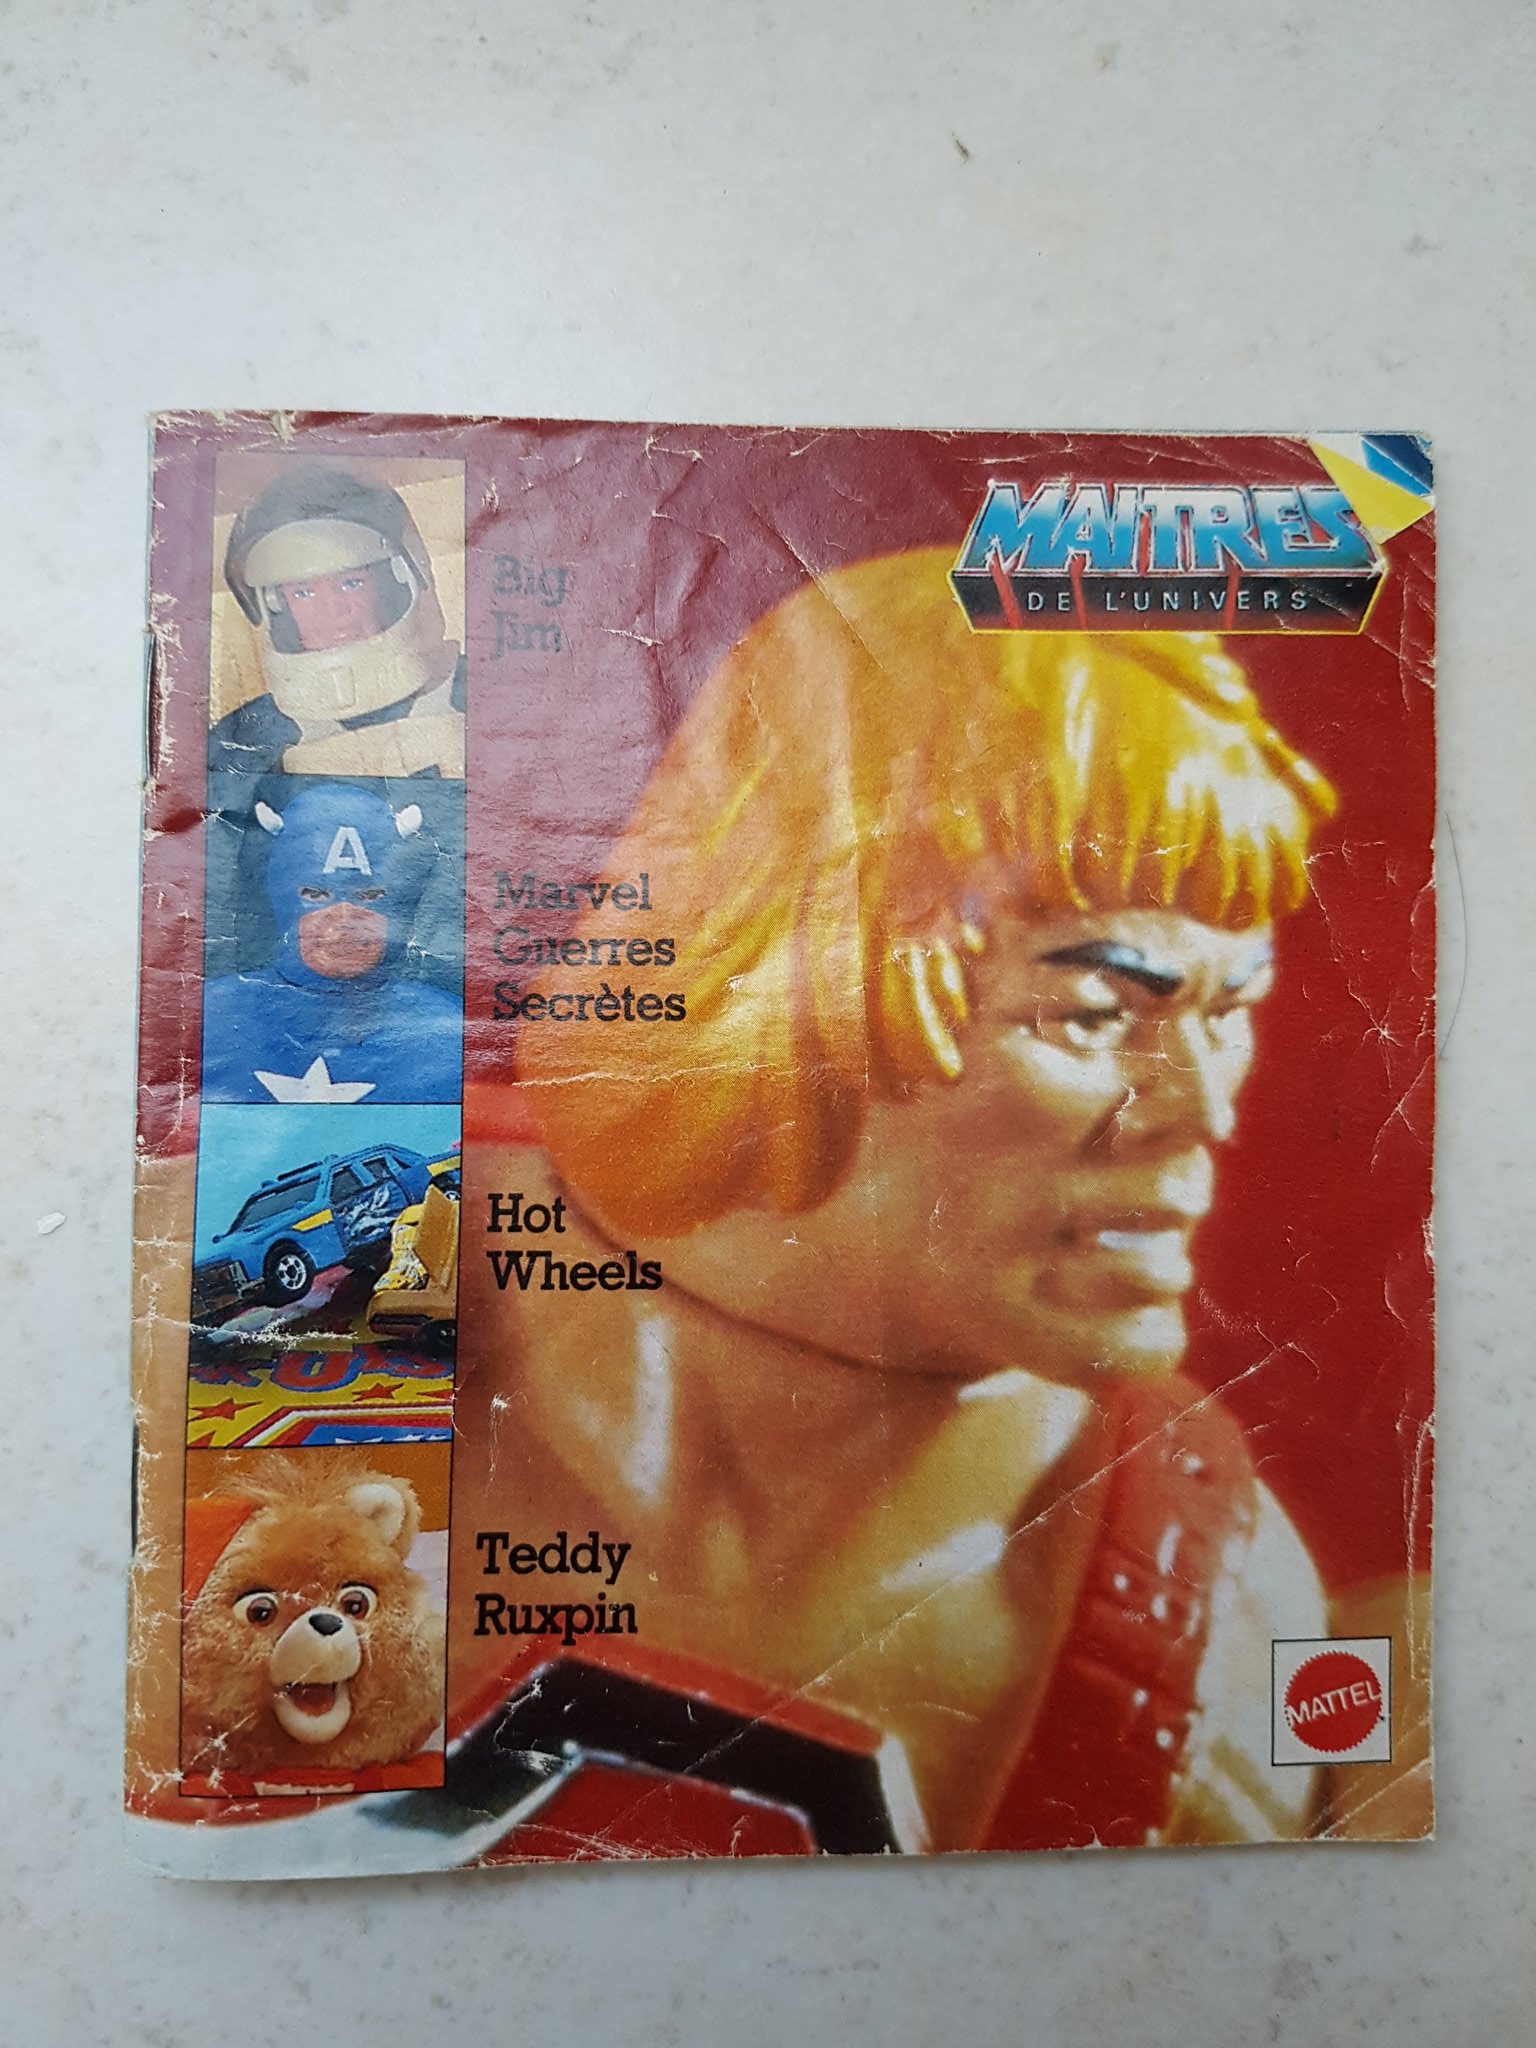 MAITRES
DE L'UNIVERS
Big
Jim
A
Marvel
Guerres
Secrètes
Hot
Wheels
Teddy
Ruxpin
MATTEL